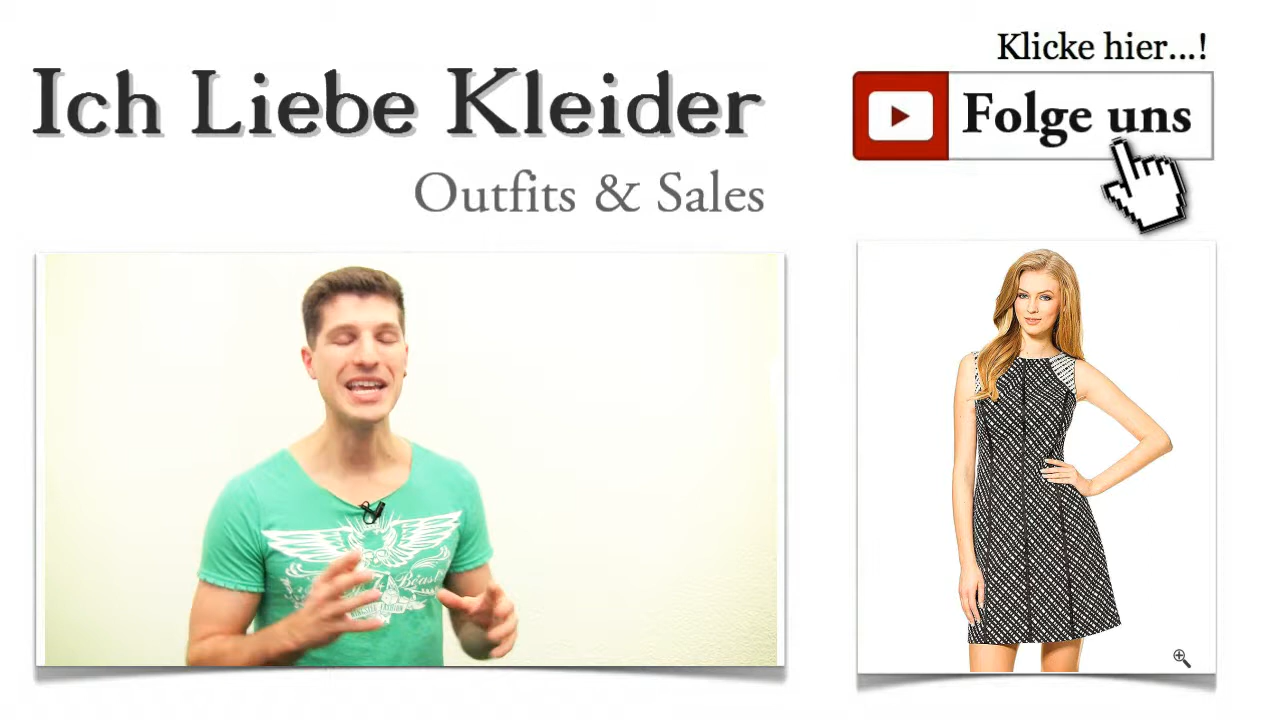 Klicke hier...!
Ich Liebe Kleider
Folge uns
Outfits & Sales